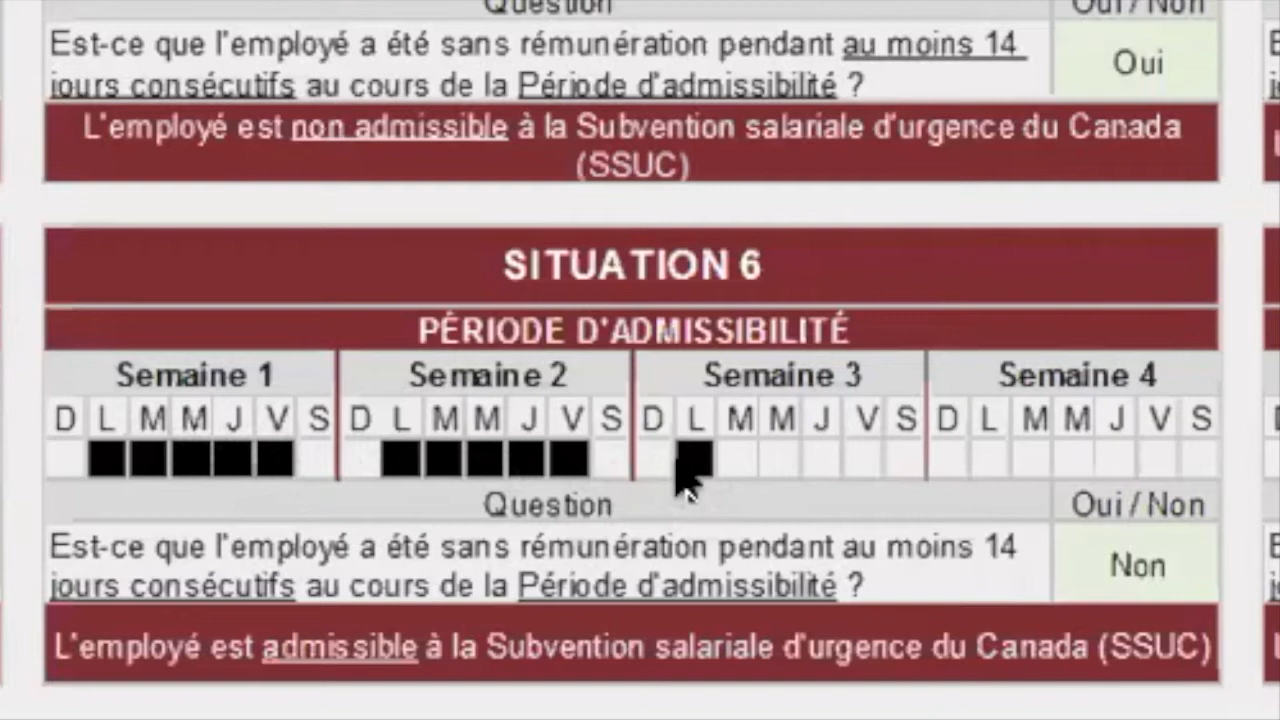 Question Oui / Non
Est-ce que l'employé a été sans rémunération pendant au moins 14
jours consécutifs au cours de la Période d'admissibilité ?
Oui
L'employé est non admissible à la Subvention salariale d'urgence du Canada
(SSUC)
SITUATION 6
PÉRIODE D'ADMISSIBILITÉ
Semaine 1 Semaine 2 Semaine 3 Semaine 4
D L M M J V S D L M M J V S D L M M J V S D L M M J V S
Question Oui / Non
Est-ce que l'employé a été sans rémunération pendant au moins 14
jours consécutifs au cours de la Période d'admissibilité ?
Non
L'employé est admissible à la Subvention salariale d'urgence du Canada (SSUC)